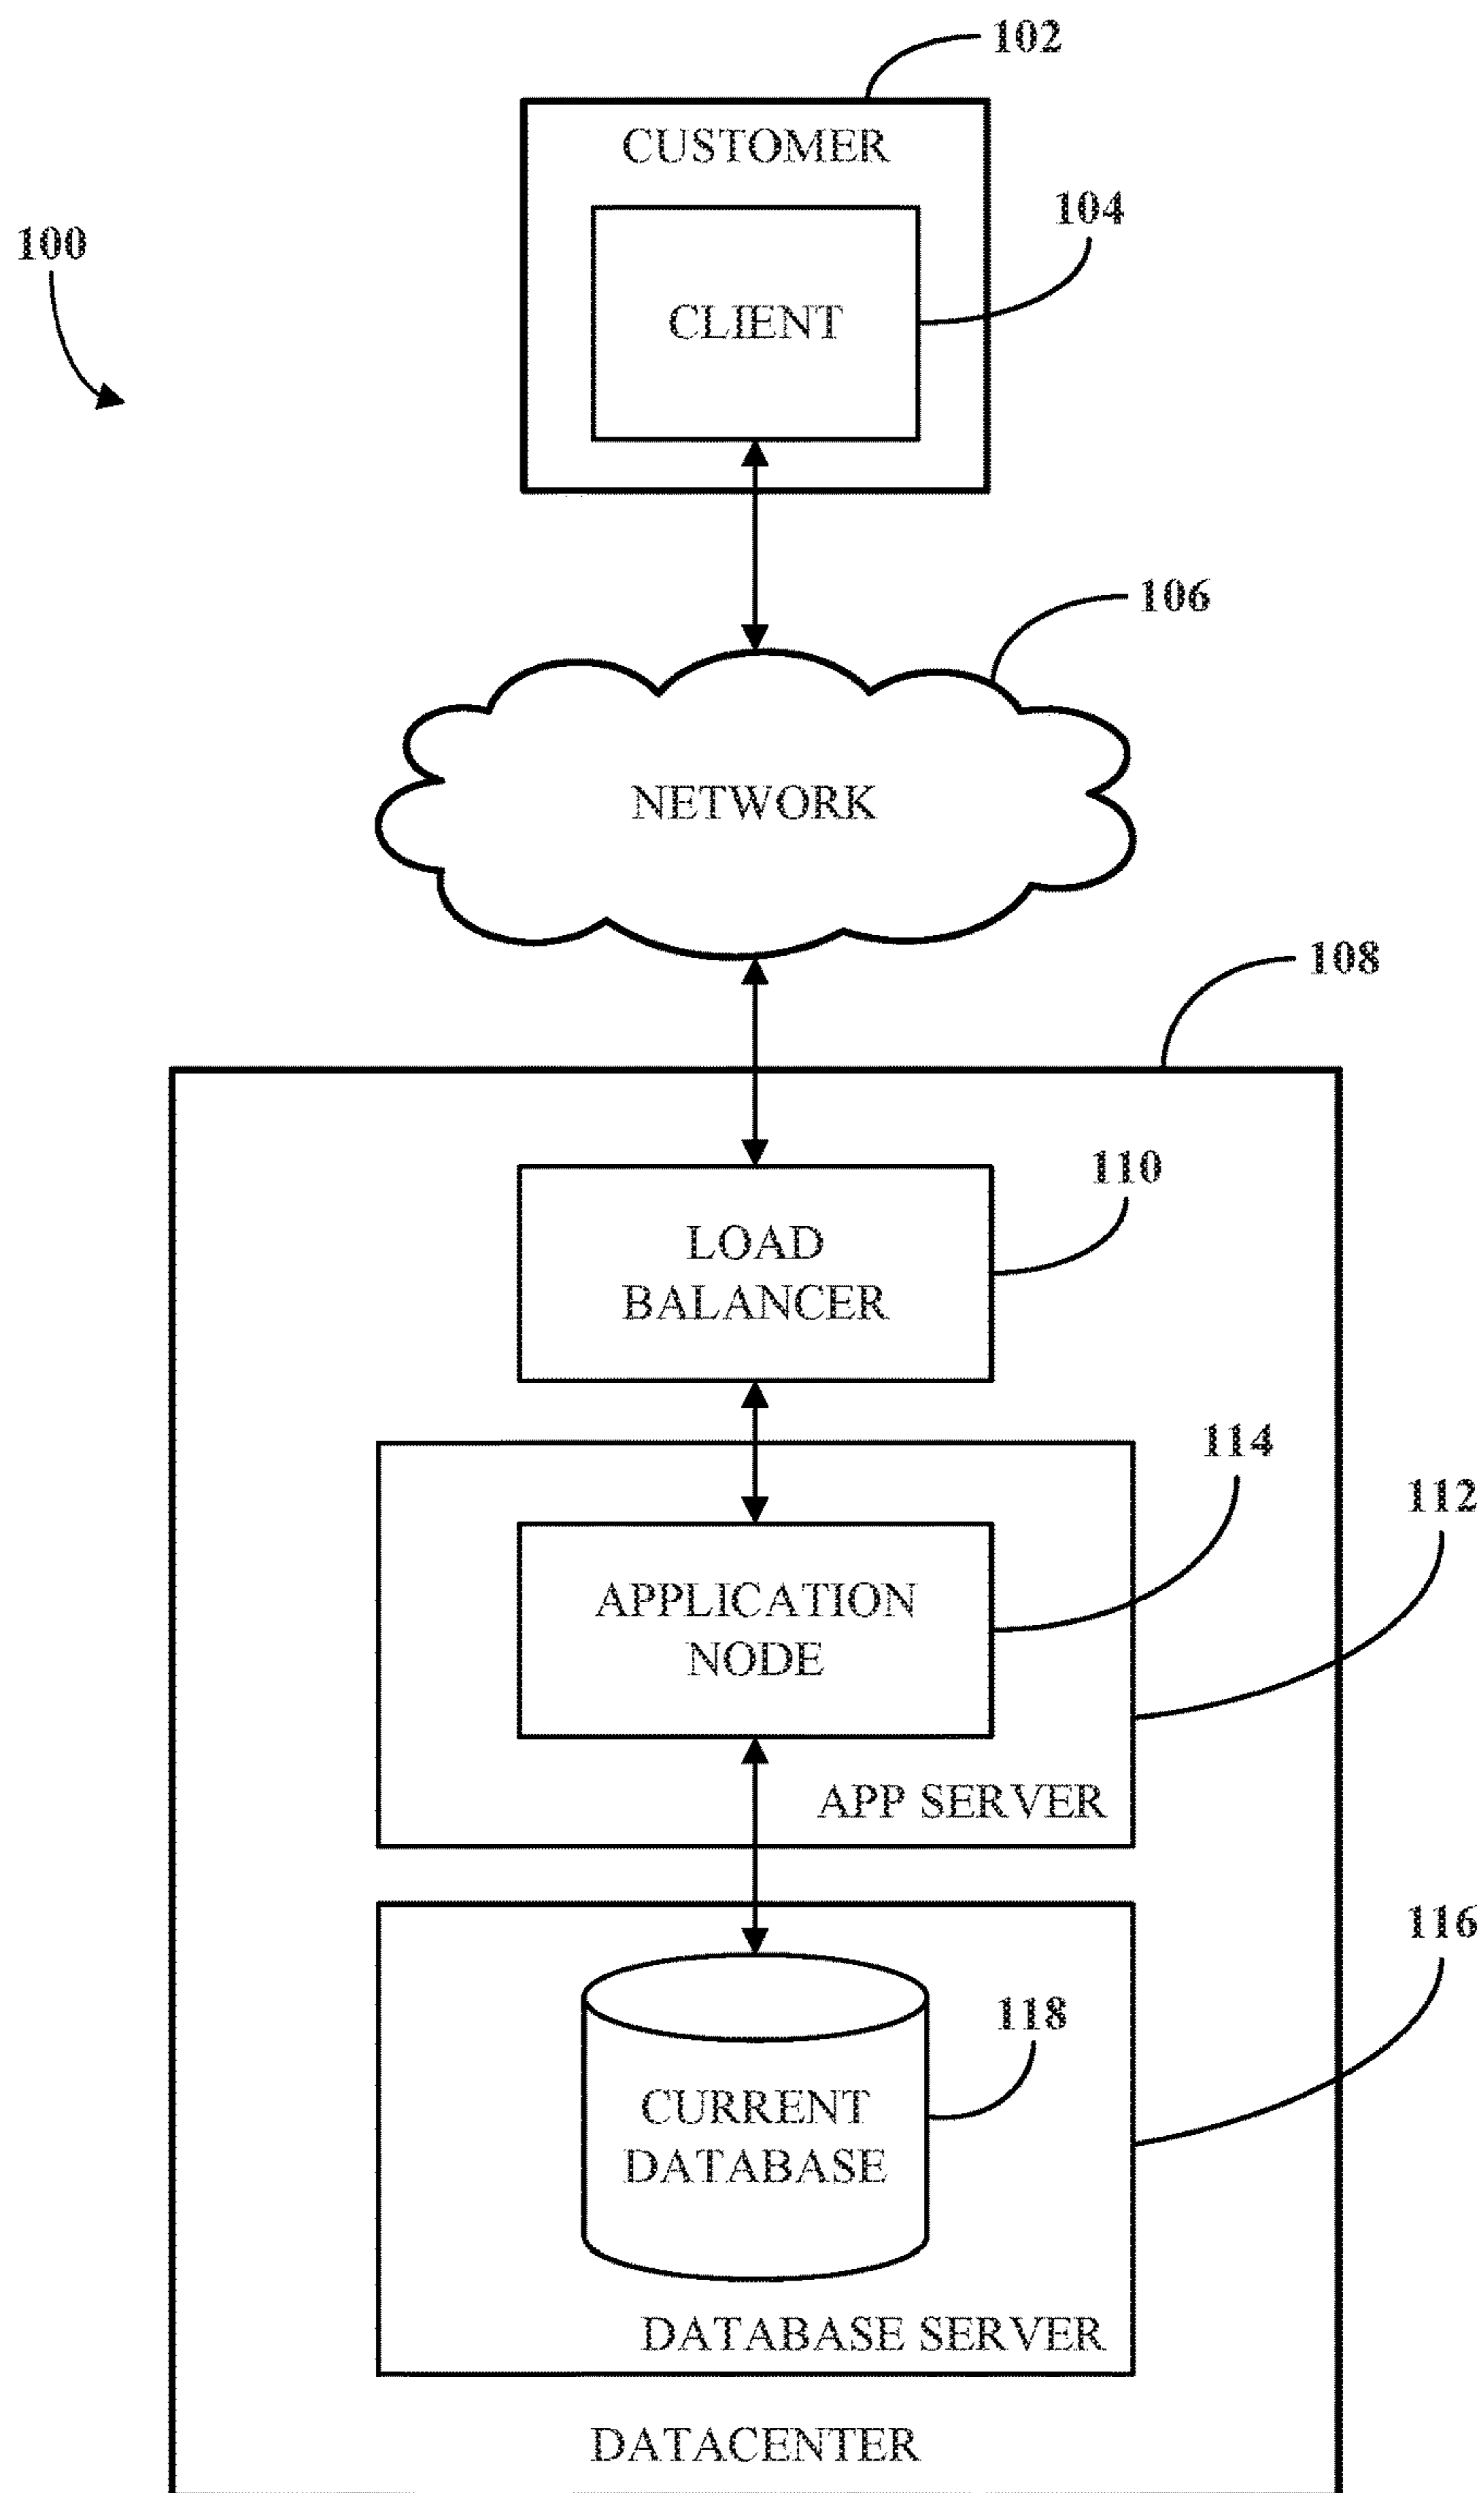 102
CUSTOMER
104
100
CLIENT
106
NETWORK
108
110
LOAD
BALANCER
114
112
APPLICATION
NODE
APP SERVER
116
118
CURRENT
DATABASE
DATABASE SERVER
DATACENTER